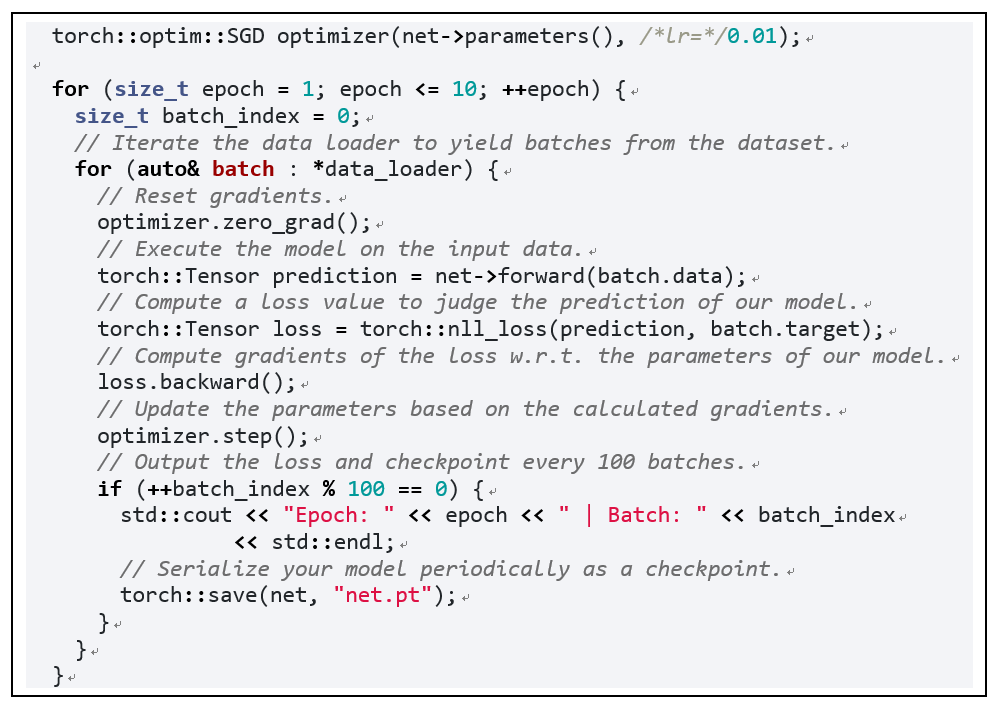 torch::optim::SGD optimizer(net->parameters(), /*lr=*/0.01);
for (size_t epoch = 1; epoch <= 10; ++epoch) {
size_t batch_index = 0;
// Iterate the data loader to yield batches from the dataset.
for (auto& batch : *data_loader) {
// Reset gradients.
optimizer.zero_grad();
// Execute the model on the input data.
torch::Tensor prediction = net->forward(batch.data);
// Compute a loss value to judge the prediction of our model.
torch::Tensor loss = torch::nll_loss(prediction, batch.target);
// Compute gradients of the loss w.r.t. the parameters of our model.
loss.backward();
// Update the parameters based on the calculated gradients.
optimizer.step();
// Output the loss and checkpoint every 100 batches.
if (++batch_index % 100 == 0) {
std::cout << "Epoch: " << epoch << " | Batch: " << batch_index
<< std::endl;
// Serialize your model periodically as a checkpoint.
torch::save(net, "net.pt");
}
}
}